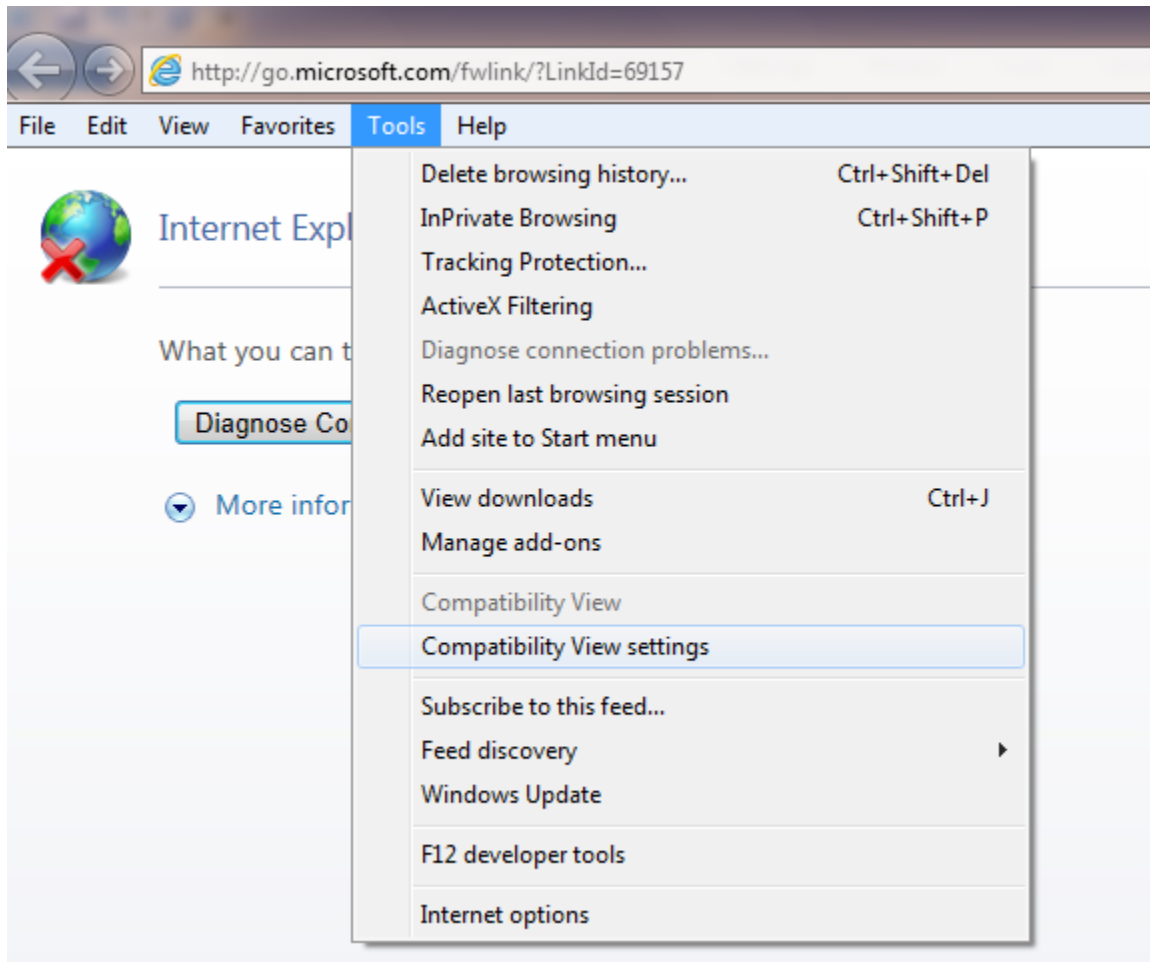 http://go.microsoft.com/fwlink/?LinkId=69157
File Edit View Favorites Tools Help
Delete browsing history... Ctrl+Shift+Del
InPrivate Browsing Ctrl+Shift+P
Tracking Protection...
ActiveX Filtering
Diagnose connection problems...
Reopen last browsing session
Add site to Start menu
View downloads Ctrl+J
Manage add-ons
Compatibility View
Compatibility View settings
Subscribe to this feed...
Feed discovery
Windows Update
F12 developer tools
Internet options
Internet Expl
What you can t
Diagnose Co
More infor